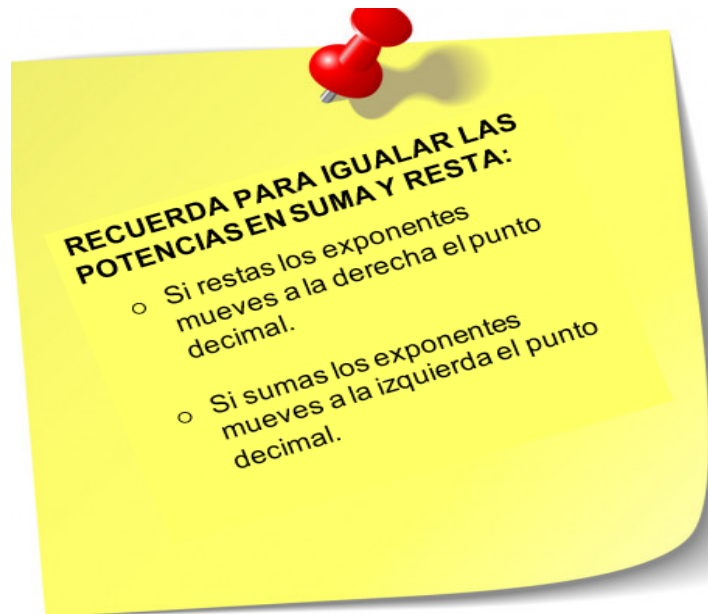 RECUERDA PARA IGUALAR LAS
POTENCIAS EN SUMA Y RESTA:
o Si restas los exponentes
mueves a la derecha el punto
decimal.
o Si sumas los exponentes
mueves a la izquierda el punto
decimal.